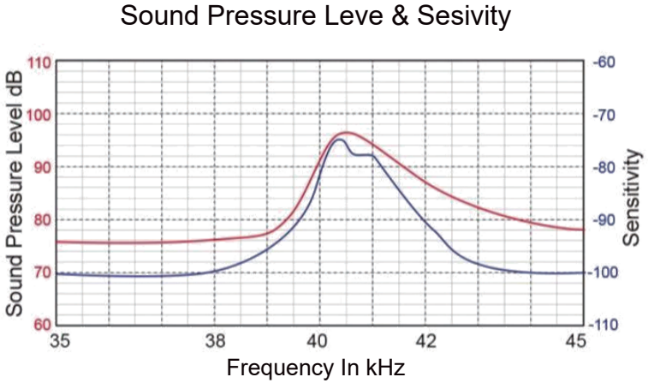 Sound Pressure Leve & Sesivity
Sound Pressure Level dB
110
100
90
80
70
60
-60
-70
-80
-90
-100
-110
Sensitivity
35 38 40 42 45
Frequency In kHz